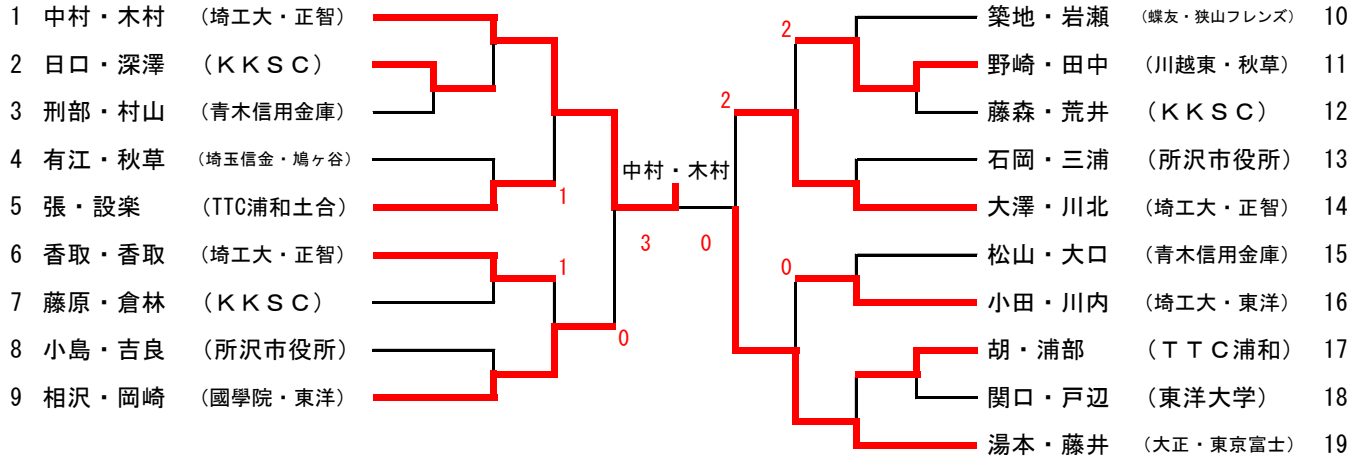 1 中村・木村 (埼工大・正智)
2 日口・深澤 (ＫＫＳＣ)
3 刑部・村山 (青木信用金庫)
4 有江・秋草 (埼玉信金・鳩ヶ谷)
5 張・設楽 (TTC浦和土合)
6 香取・香取 (埼工大・正智)
7 藤原・倉林 (ＫＫＳＣ)
8 小島・吉良 (所沢市役所)
9 相沢・岡崎 (國學院・東洋)
1
1
0
中村・木村
3 0
2
2
0
築地・岩瀬 (蝶友・狭山フレンズ) 10
野崎・田中 (川越東・秋草) 11
藤森・荒井 (ＫＫＳＣ) 12
石岡・三浦 (所沢市役所) 13
大澤・川北 (埼工大・正智) 14
松山・大口 (青木信用金庫) 15
小田・川内 (埼工大・東洋) 16
胡・浦部 (ＴＴＣ浦和) 17
関口・戸辺 (東洋大学) 18
湯本・藤井 (大正・東京富士) 19